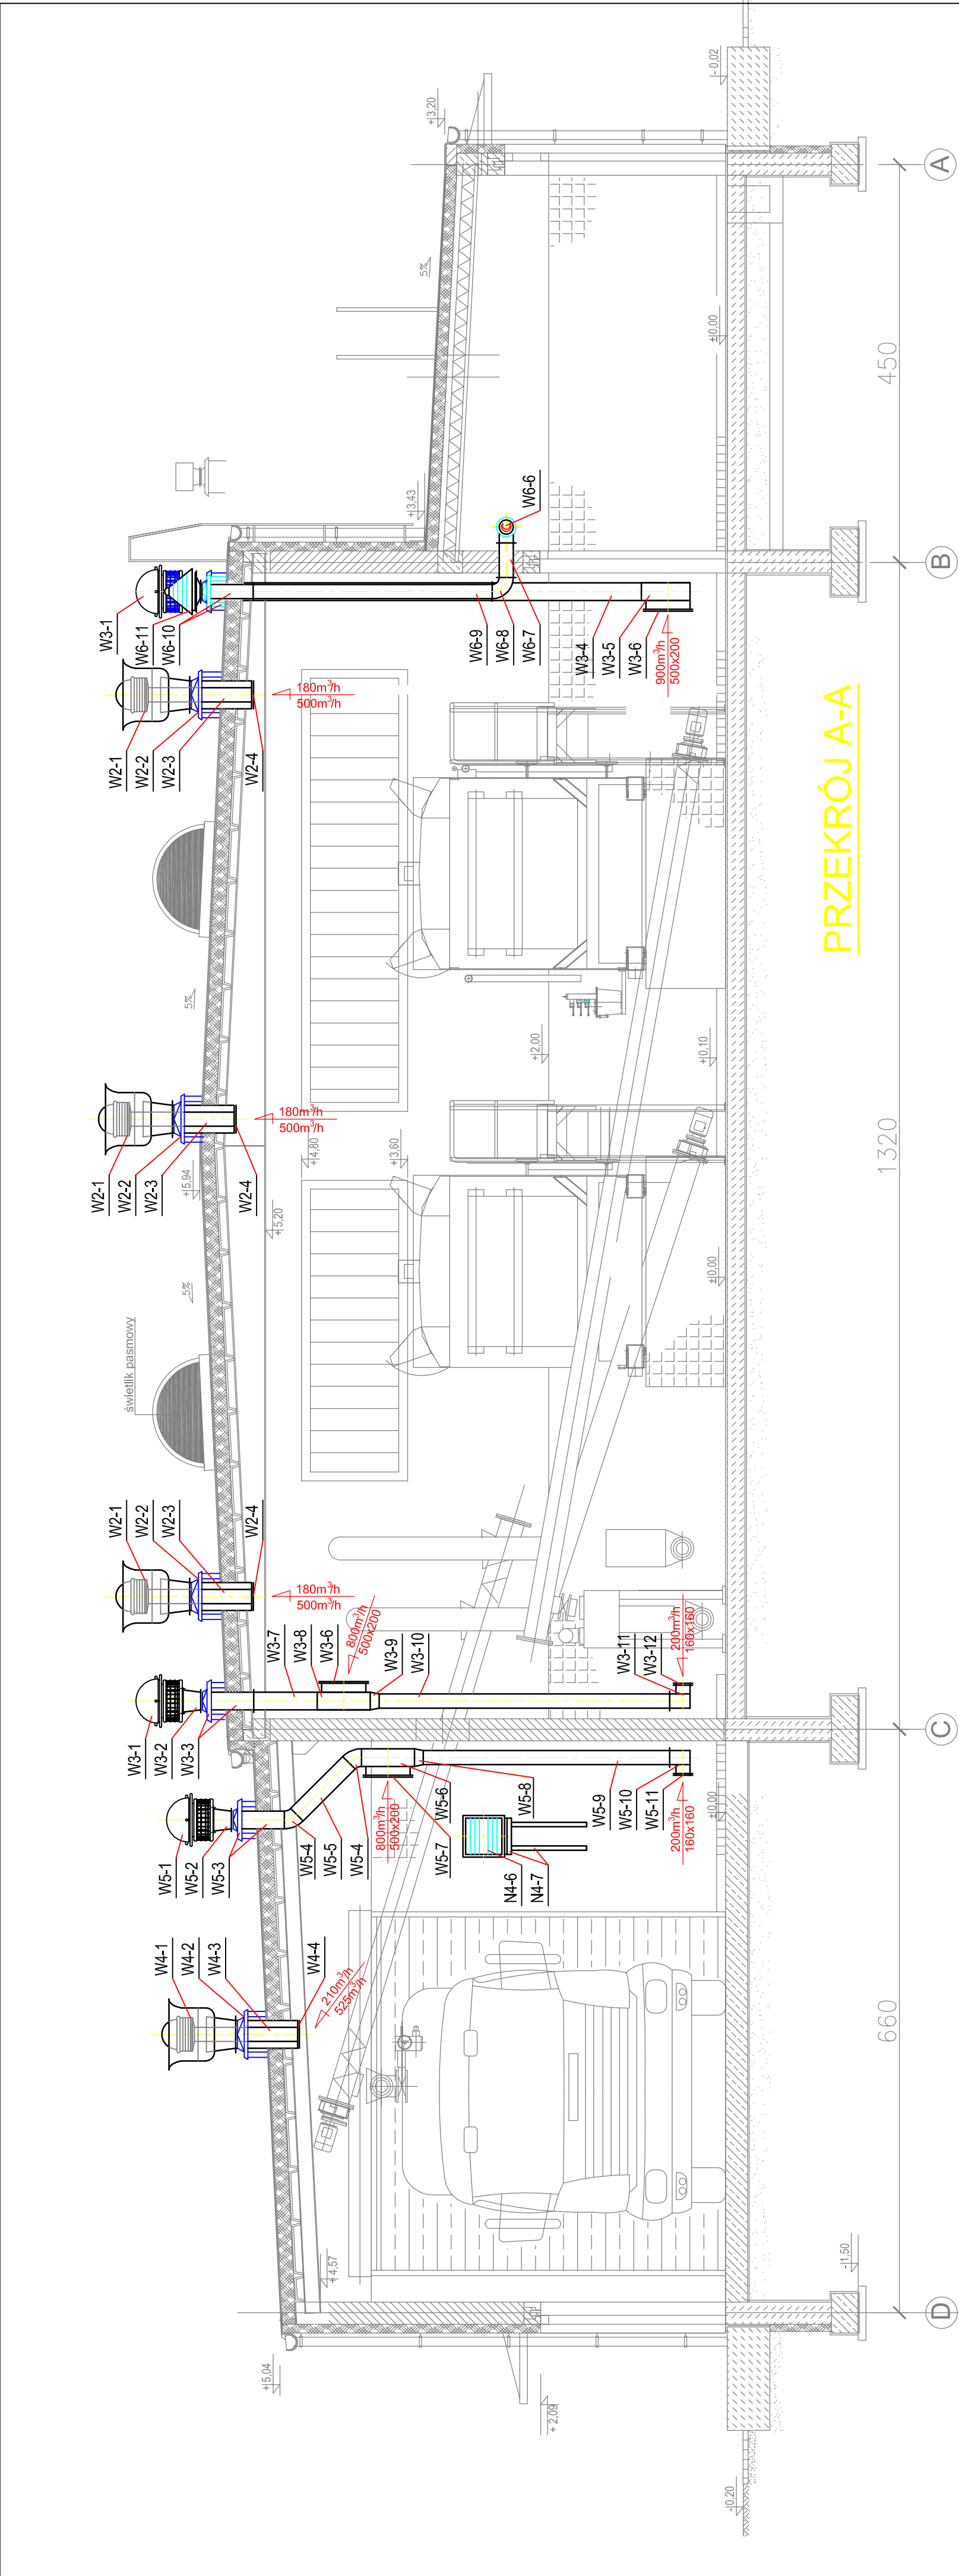 W4-1
W4-2
W4-3
W4-4
210m³/h
525m³/h
W5-1
W5-2
W5-3
W5-4
W5-5
W5-4
800m³/h
500x200
W5-7
W5-6
W5-8
W5-9
W5-10
W5-11
200m³/h
160x160
N4-6
N4-7
W3-1
W3-2
W3-3
W3-7
W3-8
W3-6
800m³/h
500x200
W3-9
W3-10
W3-11
W3-12
200m³/h
160x160
W2-1
W2-2
W2-3
W2-4
180m³/h
500m³/h
świetlik pasmowy
5%
W2-1
W2-2
W2-3
W2-4
180m³/h
500m³/h
5%
W2-1
W2-2
W2-3
W2-4
180m³/h
500m³/h
W3-1
W6-11
W6-10
W6-9
W6-8
W6-7
W6-6
W3-4
W3-5
W3-6
900m³/h
500x200
5%
+5,04
+4,57
+2,09
-0,20
-1,50
±0,00
+5,94
+5,20
+4,80
+3,60
±0,00
+2,00
+0,10
+3,43
±0,00
+3,20
-0,02
PRZEKRÓJ A-A
660
1320
450
D
C
B
A